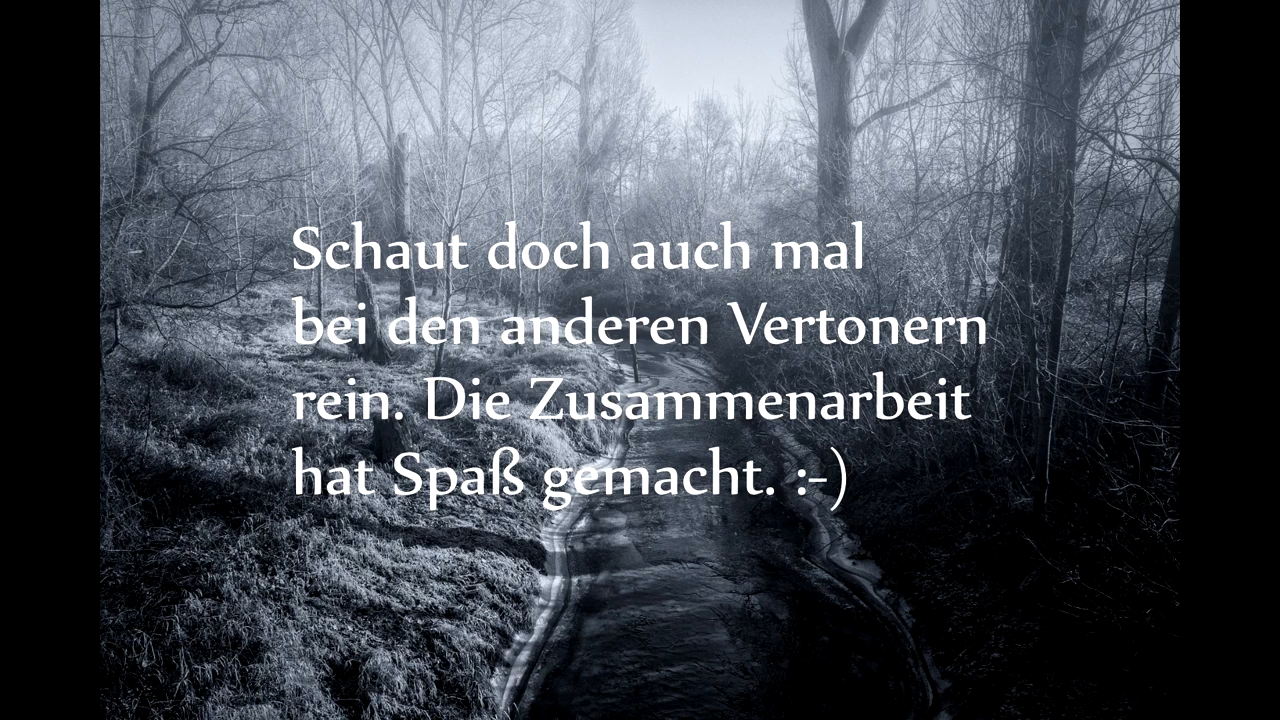 Schaut doch auch mal
bei den anderen Vertonern
rein. Die Zusammenarbeit
hat Spaß gemacht. :-)